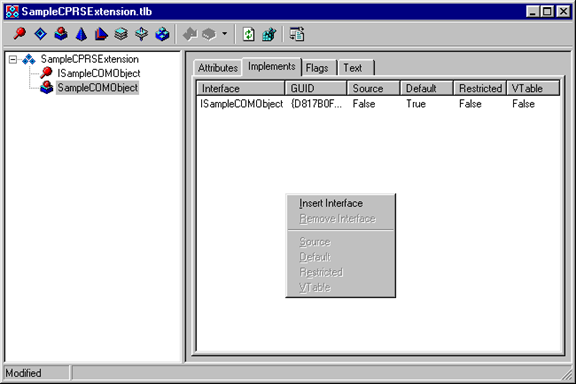 SampleCPRSExtension.tlb
SampleCPRSExtension
ISampleCOMObject
SampleCOMObject
Attributes Implements Flags Text
Interface GUID Source Default Restricted VTable
ISampleCOMObject {D817B0F... False True False False
Insert Interface
Remove Interface
Source
Default
Restricted
VTable
Modified